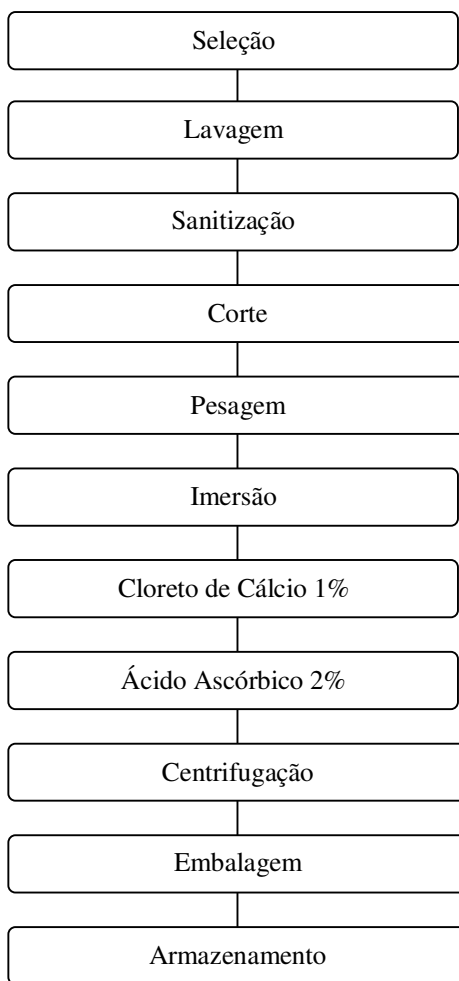 Seleção
Lavagem
Sanitização
Corte
Pesagem
Imersão
Cloreto de Cálcio 1%
Ácido Ascórbico 2%
Centrifugação
Embalagem
Armazenamento